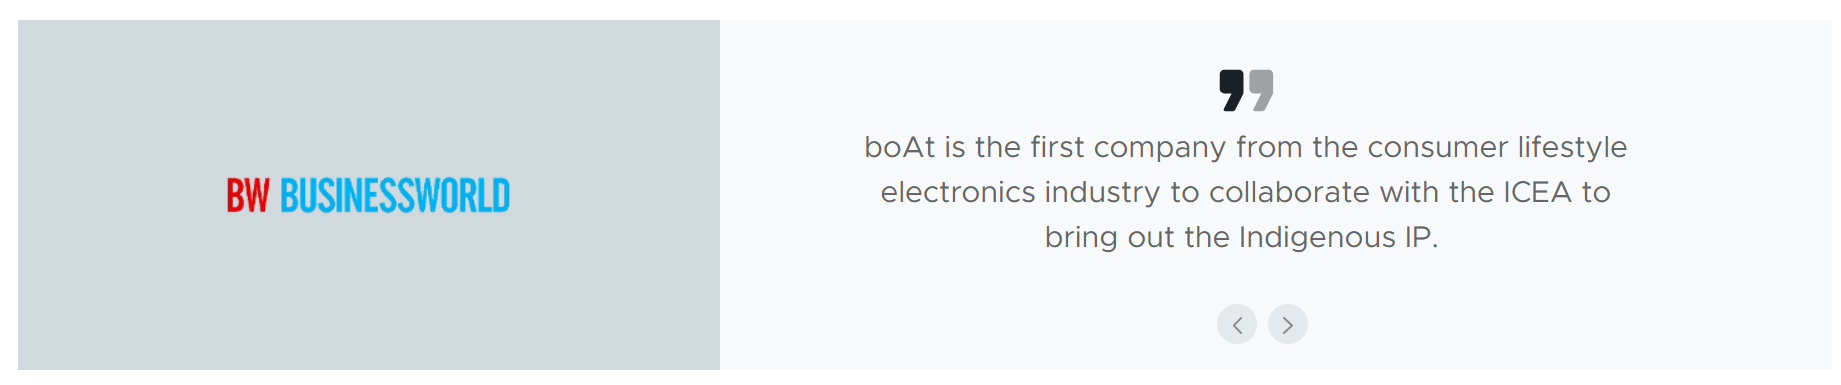 BW BUSINESSWORLD
boAt is the first company from the consumer lifestyle
electronics industry to collaborate with the ICEA to
bring out the Indigenous IP.